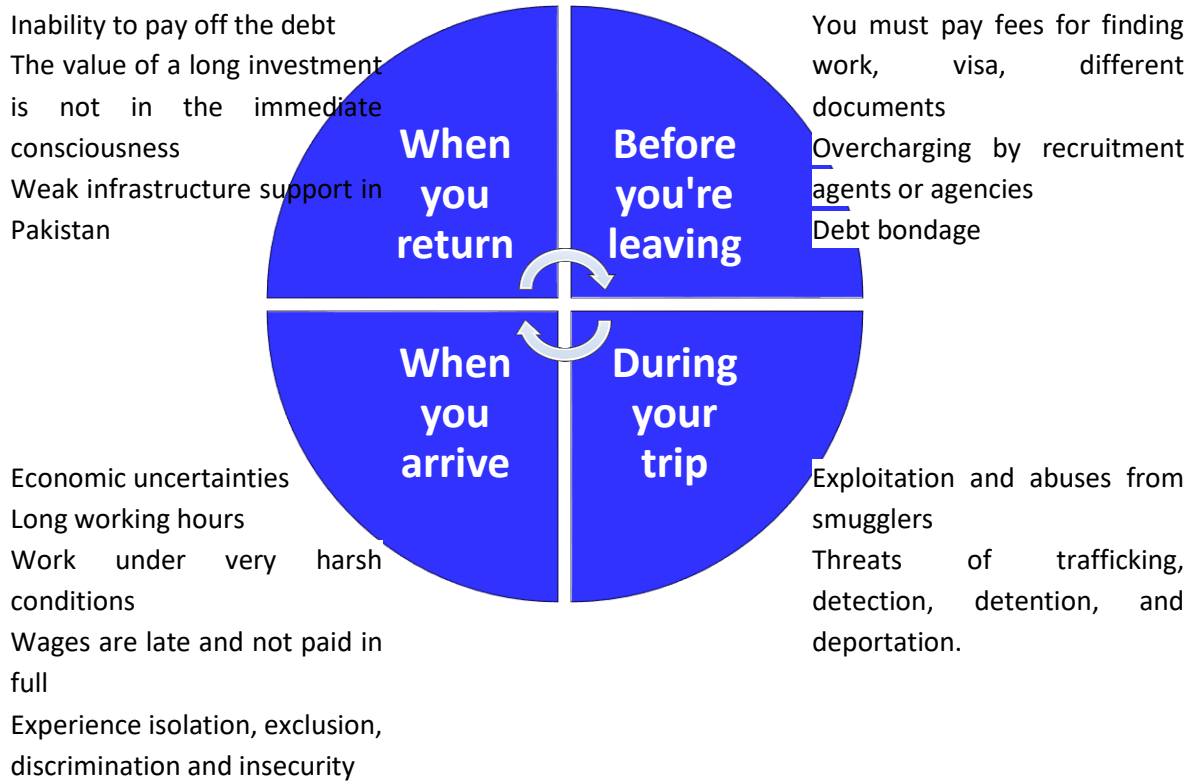 Inability to pay off the debt
The value of a long investment
is not in the immediate
consciousness
Weak infrastructure support in
Pakistan
When
you
return
Before
you're
leaving
You must pay fees for finding
work, visa, different
documents
Overcharging by recruitment
agents or agencies
Debt bondage
Economic uncertainties
Long working hours
Work under very harsh
conditions
Wages are late and not paid in
full
Experience isolation, exclusion,
discrimination and insecurity
When
you
arrive
During
your
trip
Exploitation and abuses from
smugglers
Threats of trafficking,
detection, detention, and
deportation.